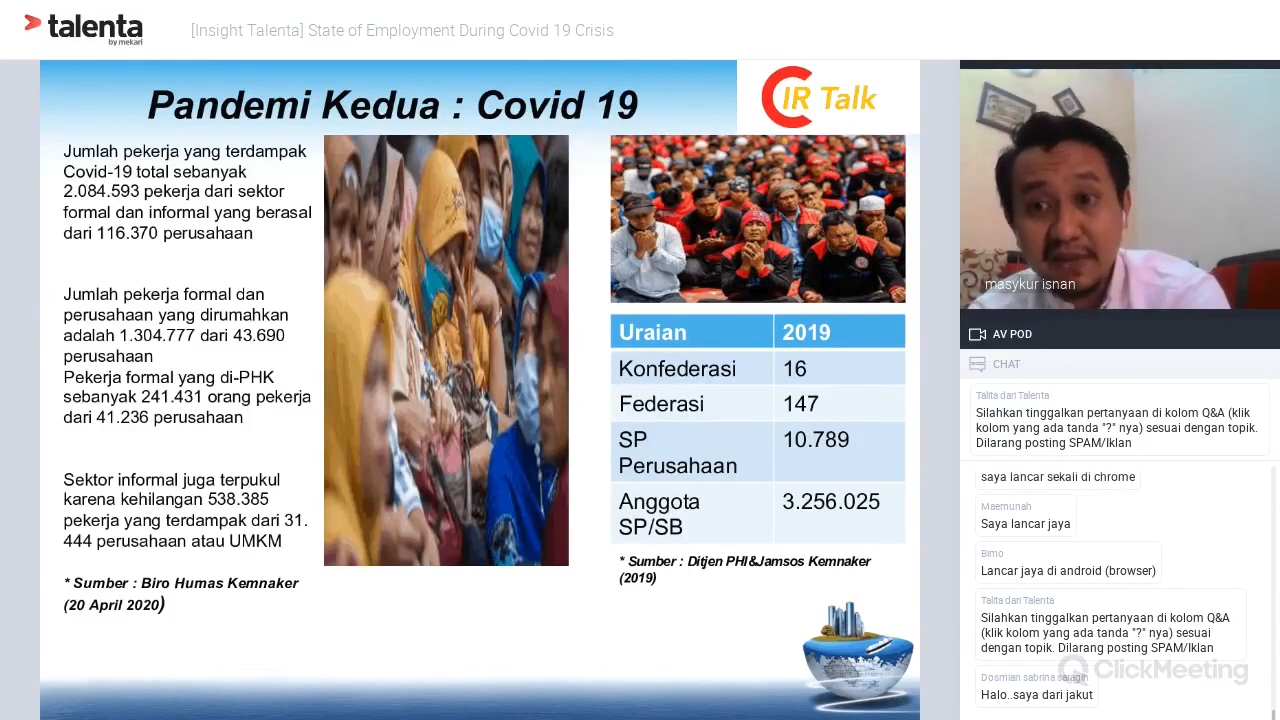 talenta
by mekari
[Insight Talenta] State of Employment During Covid 19 Crisis
Pandemi Kedua : Covid 19
CIR Talk
Jumlah pekerja yang terdampak
Covid-19 total sebanyak
2.084.593 pekerja dari sektor
formal dan informal yang berasal
dari 116.370 perusahaan
Jumlah pekerja formal dan
perusahaan yang dirumahkan
adalah 1.304.777 dari 43.690
perusahaan
Pekerja formal yang di-PHK
sebanyak 241.431 orang pekerja
dari 41.236 perusahaan
Sektor informal juga terpukul
karena kehilangan 538.385
pekerja yang terdampak dari 31.
444 perusahaan atau UMKM
* Sumber : Biro Humas Kemnaker
(20 April 2020)
Uraian 2019
Konfederasi 16
Federasi 147
SP 10.789
Perusahaan
Anggota 3.256.025
SP/SB
* Sumber : Ditjen PHI&Jamsos Kemnaker
(2019)
masykur isnan
AV POD
CHAT
Talita dari Talenta
Silahkan tinggalkan pertanyaan di kolom Q&A (klik
kolom yang ada tanda "?" nya) sesuai dengan topik.
Dilarang posting SPAM/Iklan
saya lancar sekali di chrome
Maemunah
Saya lancar jaya
Bimo
Lancar jaya di android (browser)
Talita dari Talenta
Silahkan tinggalkan pertanyaan di kolom Q&A
(klik kolom yang ada tanda "?" nya) sesuai
dengan topik. Dilarang posting SPAM/Iklan
ClickMeeting
Dosmian sabrina saragih
Halo..saya dari jakut